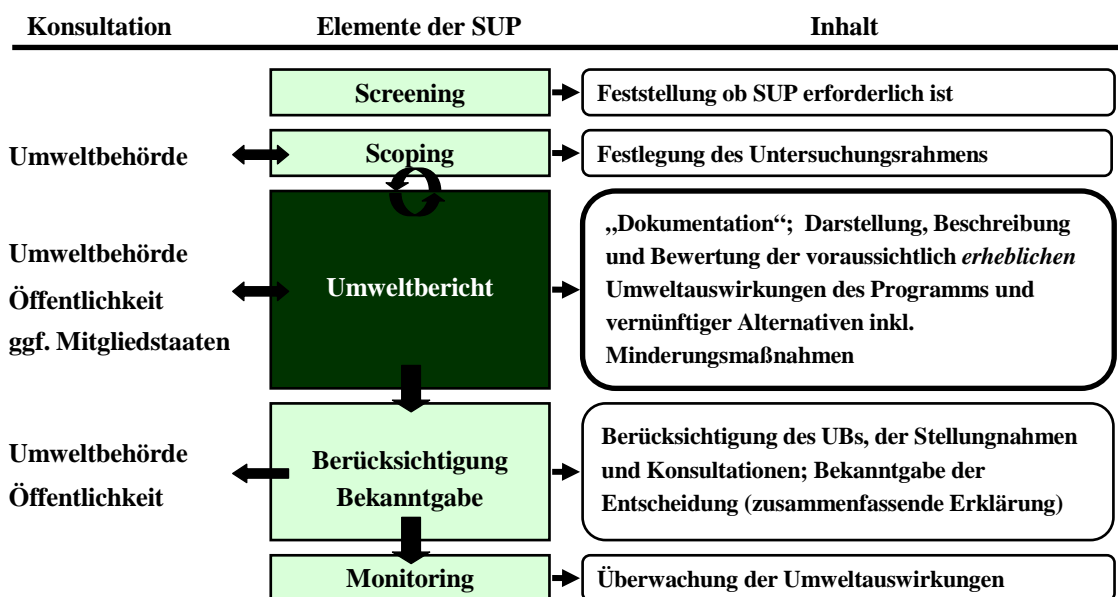 Konsultation Elemente der SUP Inhalt
Screening
Feststellung ob SUP erforderlich ist
Umweltbehörde
Scoping
Festlegung des Untersuchungsrahmens
Umweltbehörde
Öffentlichkeit
ggf. Mitgliedstaaten
Umweltbericht
„Dokumentation“; Darstellung, Beschreibung
und Bewertung der voraussichtlich erheblichen
Umweltauswirkungen des Programms und
vernünftiger Alternativen inkl.
Minderungsmaßnahmen
Umweltbehörde
Öffentlichkeit
Berücksichtigung
Bekanntgabe
Berücksichtigung des UBs, der Stellungnahmen
und Konsultationen; Bekanntgabe der
Entscheidung (zusammenfassende Erklärung)
Monitoring
Überwachung der Umweltauswirkungen